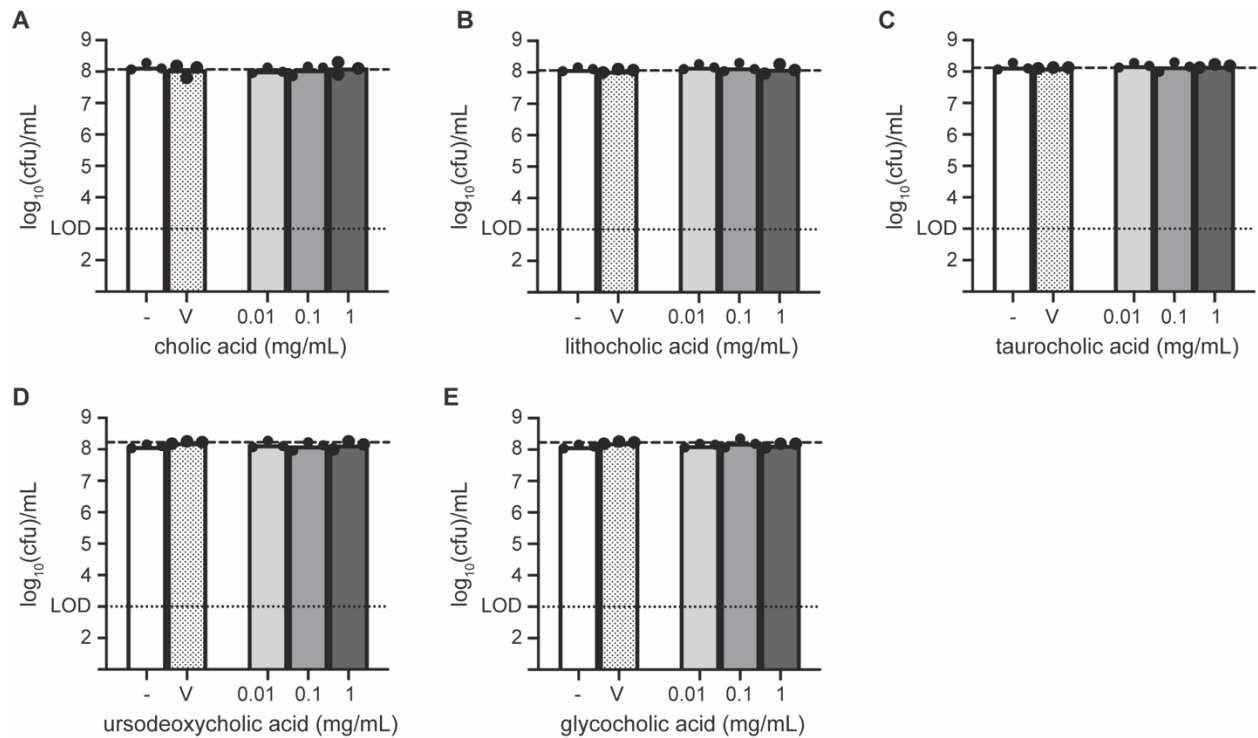 A
9
8
7
6
5
4
LOD
2
log10(cfu)/mL
- V 0.01 0.1 1
cholic acid (mg/mL)
B
9
8
7
6
5
4
LOD
2
log10(cfu)/mL
- V 0.01 0.1 1
lithocholic acid (mg/mL)
C
9
8
7
6
5
4
LOD
2
log10(cfu)/mL
- V 0.01 0.1 1
taurocholic acid (mg/mL)
D
9
8
7
6
5
4
LOD
2
log10(cfu)/mL
- V 0.01 0.1 1
ursodeoxycholic acid (mg/mL)
E
9
8
7
6
5
4
LOD
2
log10(cfu)/mL
- V 0.01 0.1 1
glycocholic acid (mg/mL)